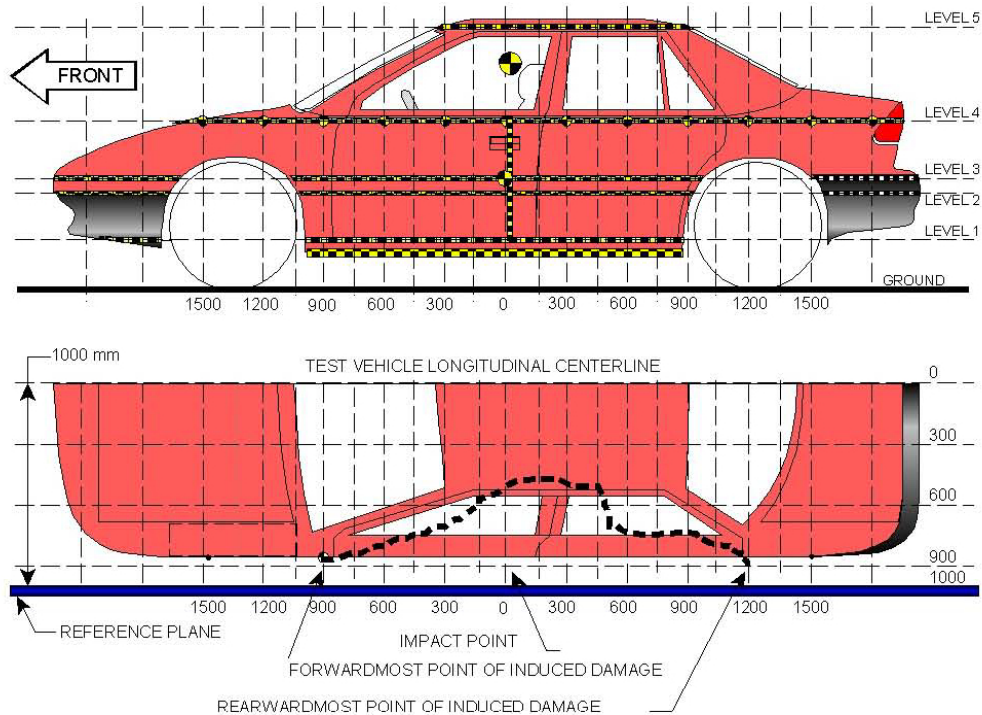 LEVEL 5
FRONT
LEVEL 4
LEVEL 3
LEVEL 2
LEVEL 1
GROUND
1500 1200 900 600 300 0 300 600 900 1200 1500
1000 mm
TEST VEHICLE LONGITUDINAL CENTERLINE
0
300
600
900
1000
1500 1200 900 600 300 0 300 600 900 1200 1500
REFERENCE PLANE
IMPACT POINT
FORWARDMOST POINT OF INDUCED DAMAGE
REARWARDMOST POINT OF INDUCED DAMAGE